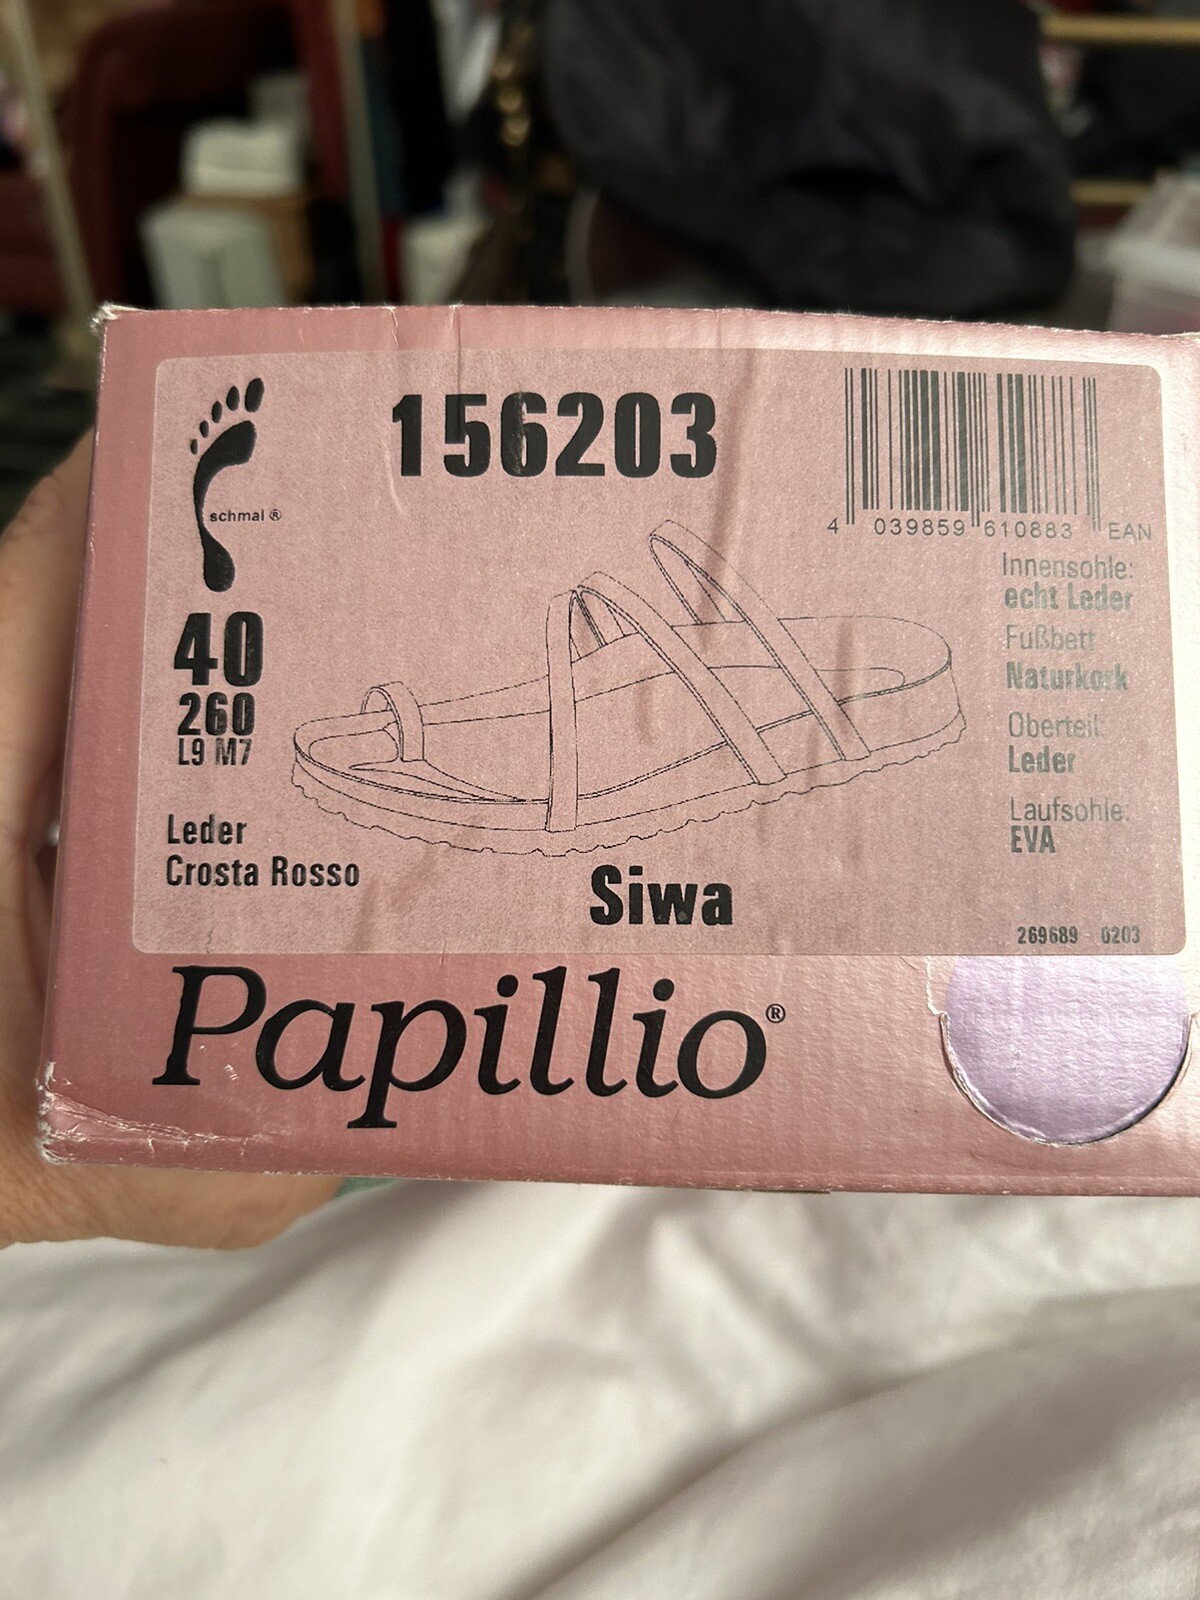 156203
schmal ®
40
260
L9 M7
Leder
Crosta Rosso
4 039859 610883 EAN
Innensohle:
echt Leder
Fußbett
Naturkork
Oberteil:
Leder
Laufsohle:
EVA
Siwa
269689 0203
Papillio®